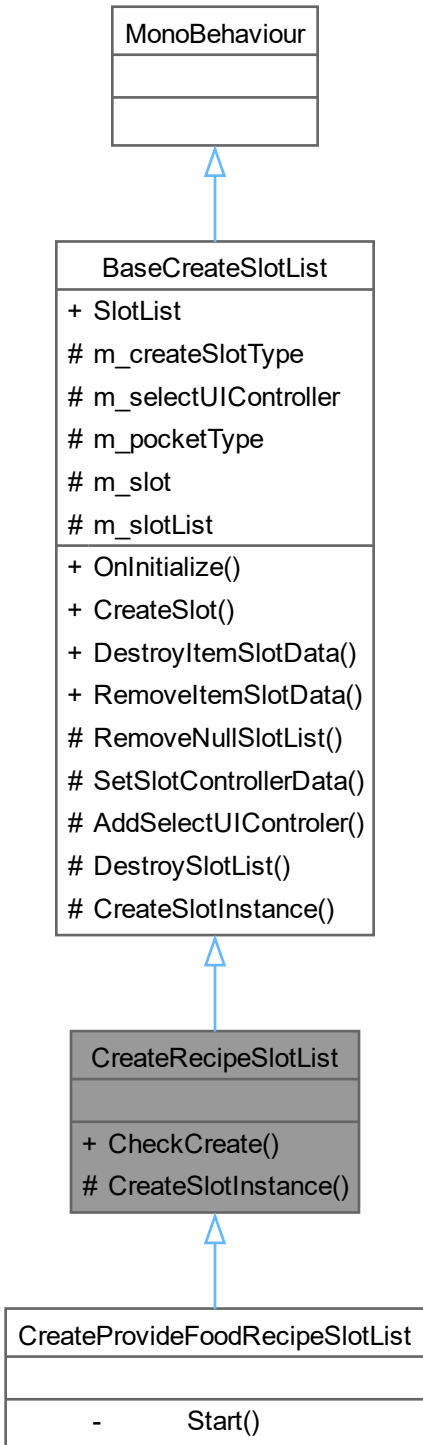 MonoBehaviour
BaseCreateSlotList
+ SlotList
# m_createSlotType
# m_selectUIController
# m_pocketType
# m_slot
# m_slotList
+ OnInitialize()
+ CreateSlot()
+ DestroyItemSlotData()
+ RemoveItemSlotData()
# RemoveNullSlotList()
# SetSlotControllerData()
# AddSelectUIControler()
# DestroySlotList()
# CreateSlotInstance()
CreateRecipeSlotList
+ CheckCreate()
# CreateSlotInstance()
CreateProvideFoodRecipeSlotList
- Start()